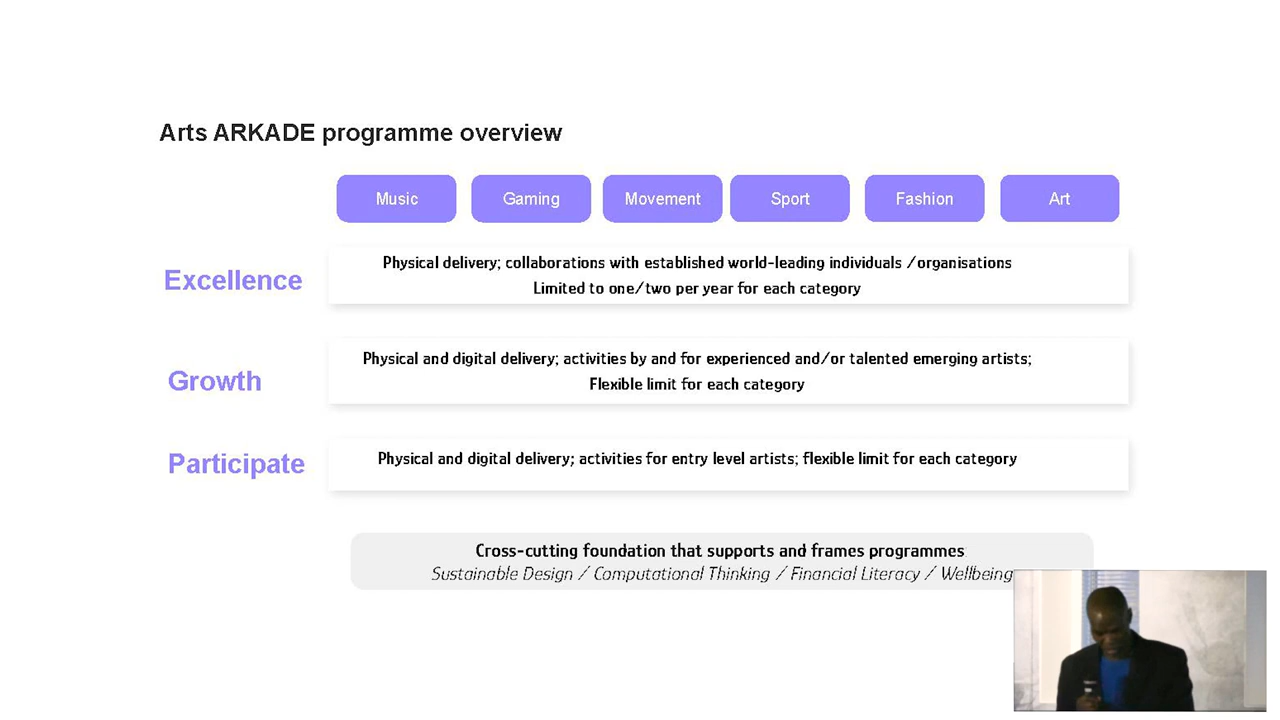 Arts ARKADE programme overview
Music Gaming Movement Sport Fashion Art
Excellence
Physical delivery; collaborations with established world-leading individuals /organisations
Limited to one/two per year for each category
Growth
Physical and digital delivery; activities by and for experienced and/or talented emerging artists;
Flexible limit for each category
Participate
Physical and digital delivery; activities for entry level artists; flexible limit for each category
Cross-cutting foundation that supports and frames programmes
Sustainable Design / Computational Thinking / Financial Literacy / Wellbeing